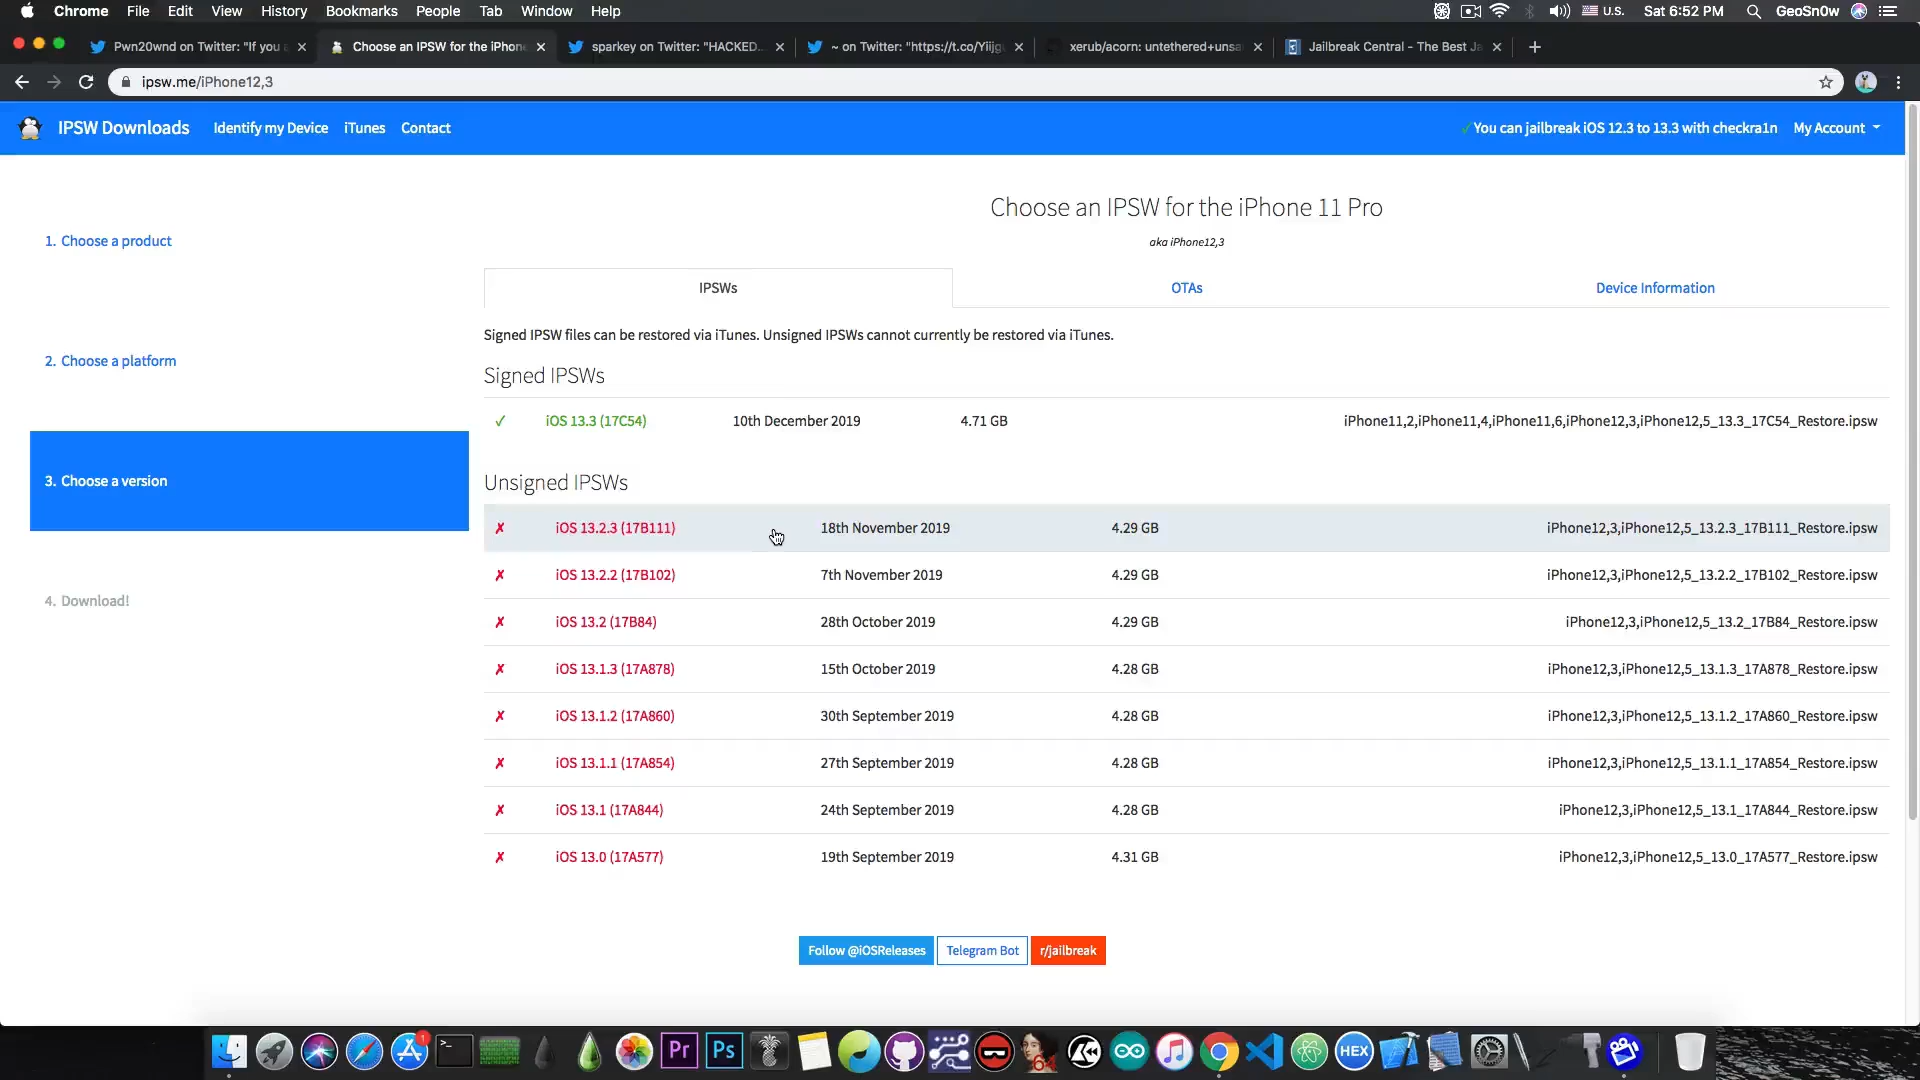 Chrome File Edit View History Bookmarks People Tab Window Help U.S. Sat 6:52 PM GeoSn0w
Pwn20wnd on Twitter: "If you a Choose an IPSW for the iPhone sparkey on Twitter: "HACKED... ~ on Twitter: "https://t.co/Yiijg xerub/acorn: untethered+unsa Jailbreak Central - The Best Ja
ipsw.me/iPhone12,3
IPSW Downloads Identify my Device iTunes Contact ✓You can jailbreak iOS 12.3 to 13.3 with checkra1n My Account
Choose an IPSW for the iPhone 11 Pro
aka iPhone12,3
1. Choose a product
2. Choose a platform
3. Choose a version
4. Download!
IPSWs OTAs Device Information
Signed IPSW files can be restored via iTunes. Unsigned IPSWs cannot currently be restored via iTunes.
Signed IPSWs
✓ iOS 13.3 (17C54) 10th December 2019 4.71 GB iPhone11,2,iPhone11,4,iPhone11,6,iPhone12,3,iPhone12,5_13.3_17C54_Restore.ipsw
Unsigned IPSWs
✗ iOS 13.2.3 (17B111) 18th November 2019 4.29 GB iPhone12,3,iPhone12,5_13.2.3_17B111_Restore.ipsw
✗ iOS 13.2.2 (17B102) 7th November 2019 4.29 GB iPhone12,3,iPhone12,5_13.2.2_17B102_Restore.ipsw
✗ iOS 13.2 (17B84) 28th October 2019 4.29 GB iPhone12,3,iPhone12,5_13.2_17B84_Restore.ipsw
✗ iOS 13.1.3 (17A878) 15th October 2019 4.28 GB iPhone12,3,iPhone12,5_13.1.3_17A878_Restore.ipsw
✗ iOS 13.1.2 (17A860) 30th September 2019 4.28 GB iPhone12,3,iPhone12,5_13.1.2_17A860_Restore.ipsw
✗ iOS 13.1.1 (17A854) 27th September 2019 4.28 GB iPhone12,3,iPhone12,5_13.1.1_17A854_Restore.ipsw
✗ iOS 13.1 (17A844) 24th September 2019 4.28 GB iPhone12,3,iPhone12,5_13.1_17A844_Restore.ipsw
✗ iOS 13.0 (17A577) 19th September 2019 4.31 GB iPhone12,3,iPhone12,5_13.0_17A577_Restore.ipsw
Follow @iOSReleases Telegram Bot r/jailbreak
1 Pr Ps 64 HEX